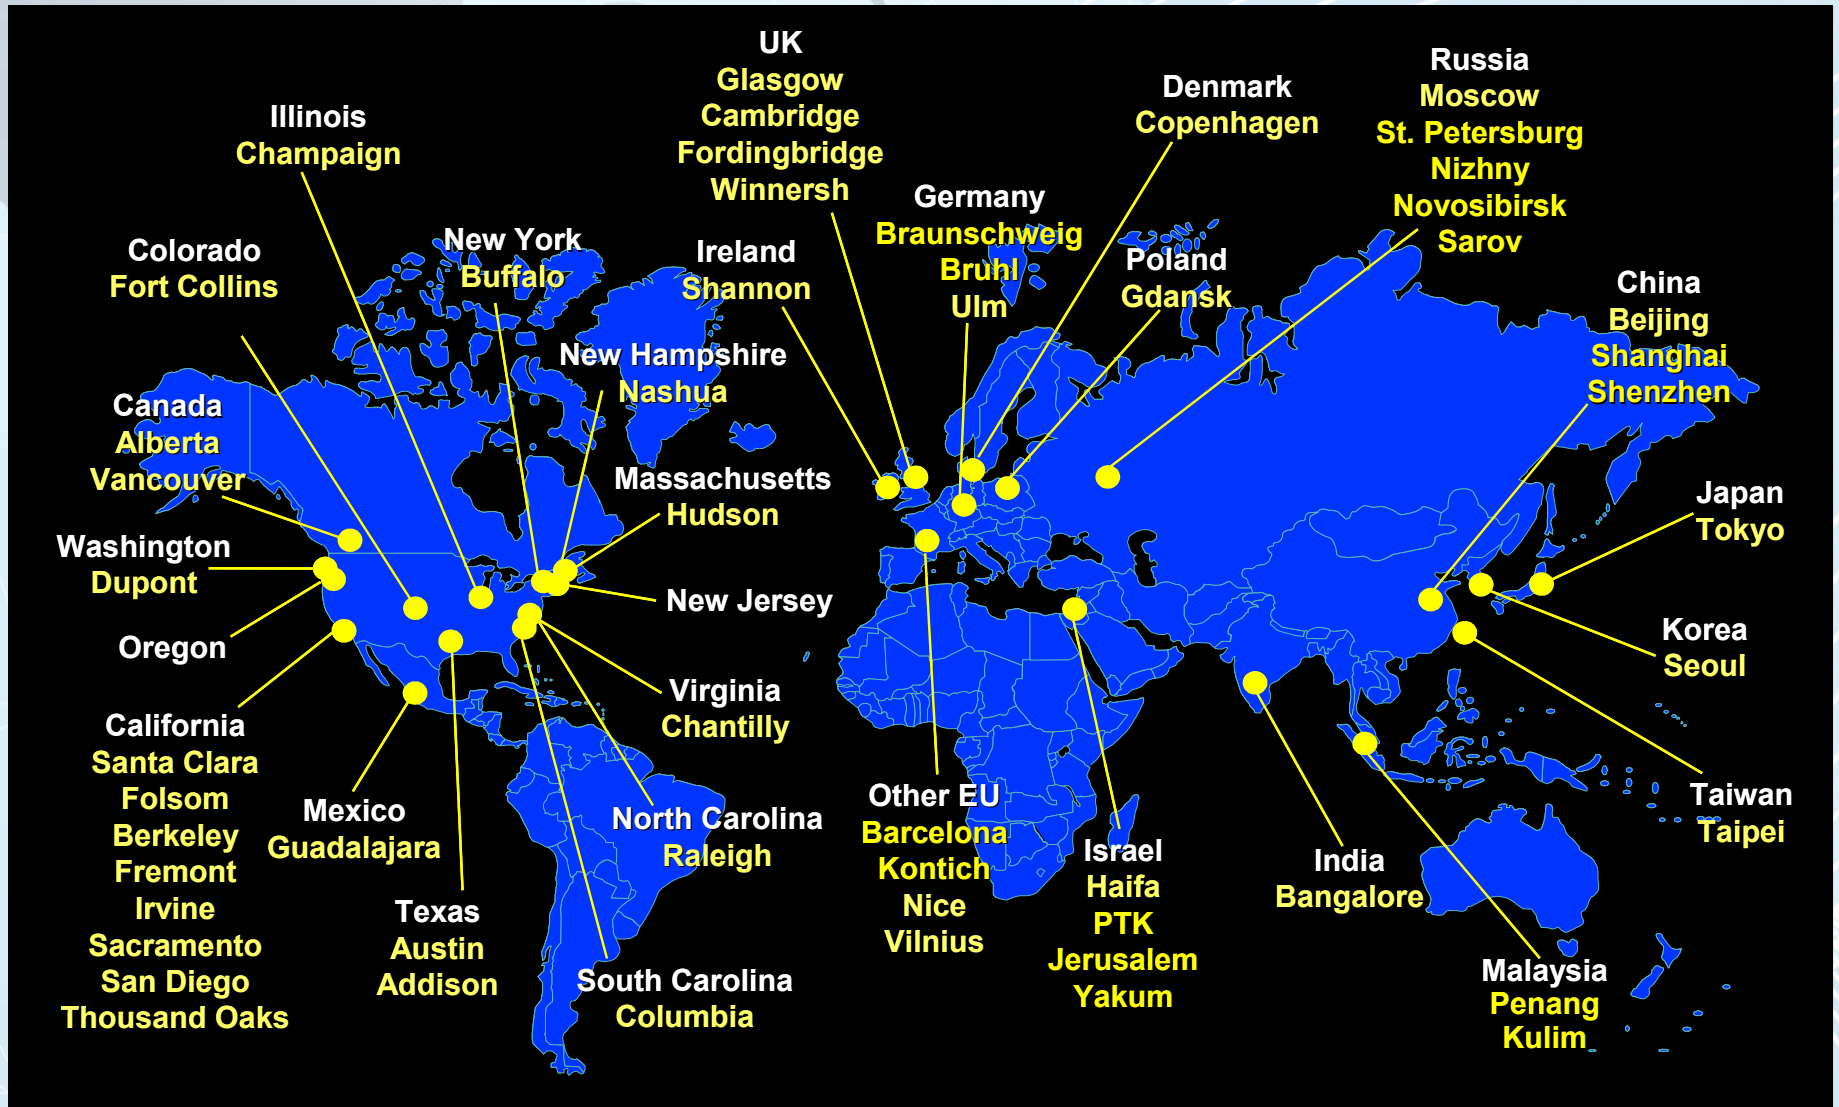 UK
Glasgow
Cambridge
Fordingbridge
Winnersh
Russia
Moscow
St. Petersburg
Nizhny
Novosibirsk
Sarov
Denmark
Copenhagen
Illinois
Champaign
Germany
Braunschweig
Bruhl
Ulm
New York
Buffalo
Colorado
Fort Collins
Ireland
Shannon
Poland
Gdansk
China
Beijing
Shanghai
Shenzhen
New Hampshire
Nashua
Canada
Alberta
Vancouver
Massachusetts
Hudson
Japan
Tokyo
Washington
Dupont
New Jersey
Oregon
Korea
Seoul
Virginia
Chantilly
California
Santa Clara
Folsom
Berkeley
Fremont
Irvine
Sacramento
San Diego
Thousand Oaks
Mexico
Guadalajara
North Carolina
Raleigh
Other EU
Barcelona
Kontich
Nice
Vilnius
Israel
Haifa
PTK
Jerusalem
Yakum
India
Bangalore
Taiwan
Taipei
Texas
Austin
Addison
South Carolina
Columbia
Malaysia
Penang
Kulim